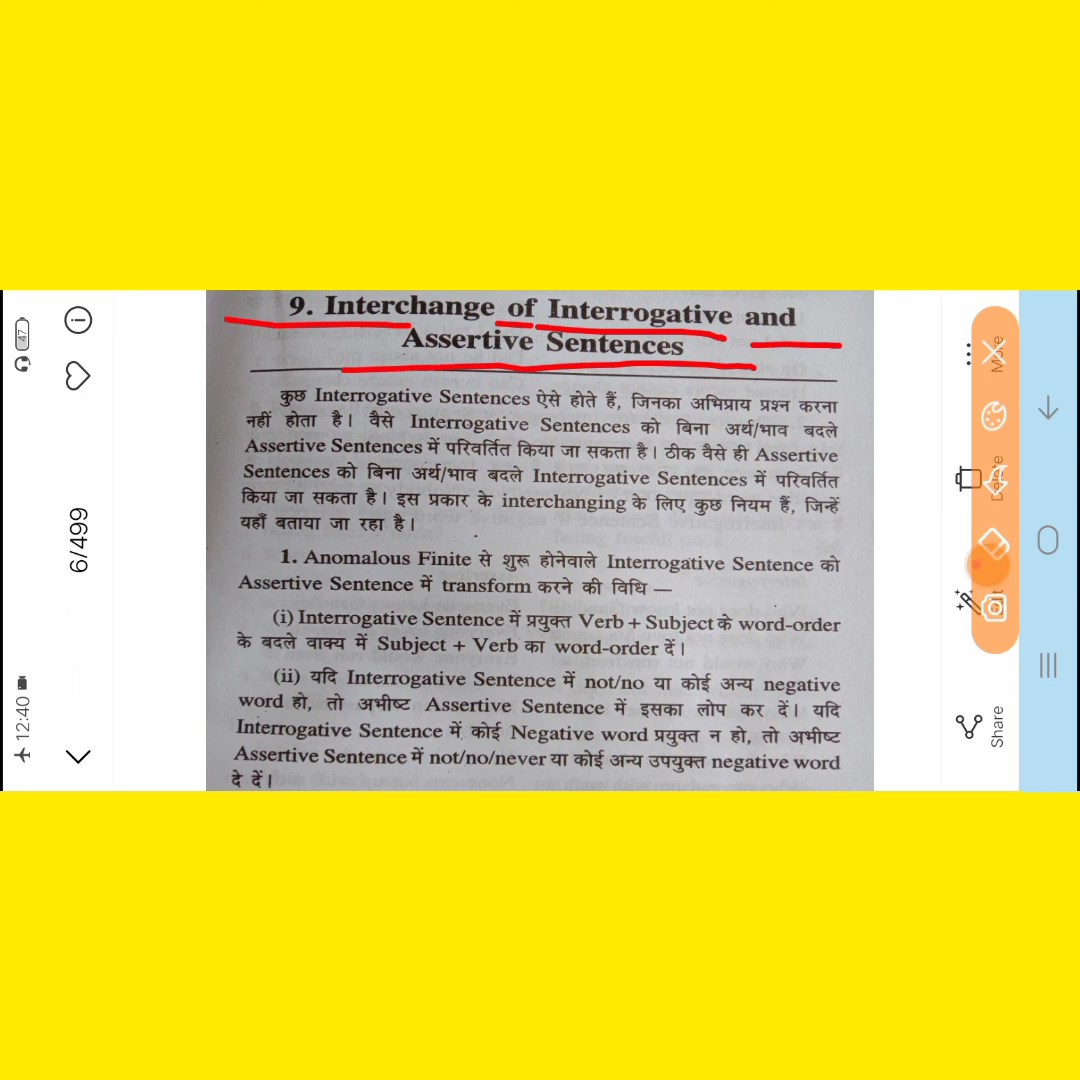 9. Interchange of Interrogative and
Assertive Sentences
कुछ Interrogative Sentences ऐसे होते हैं, जिनका अभिप्राय प्रश्न करना
नहीं होता है। वैसे Interrogative Sentences को बिना अर्थ/भाव बदले
Assertive Sentences में परिवर्तित किया जा सकता है। ठीक वैसे ही Assertive
Sentences को बिना अर्थ/भाव बदले Interrogative Sentences में परिवर्तित
किया जा सकता है। इस प्रकार के interchanging के लिए कुछ नियम हैं, जिन्हें
यहाँ बताया जा रहा है।
1. Anomalous Finite से शुरू होनेवाले Interrogative Sentence को
Assertive Sentence में transform करने की विधि —
(i) Interrogative Sentence में प्रयुक्त Verb + Subject के word-order
के बदले वाक्य में Subject + Verb का word-order दें।
(ii) यदि Interrogative Sentence में not/no या कोई अन्य negative
word हो, तो अभीष्ट Assertive Sentence में इसका लोप कर दें। यदि
Interrogative Sentence में कोई Negative word प्रयुक्त न हो, तो अभीष्ट
Assertive Sentence में not/no/never या कोई अन्य उपयुक्त negative word
दे दें।
12:40
47
6/499
More
Delete
Edit
Share